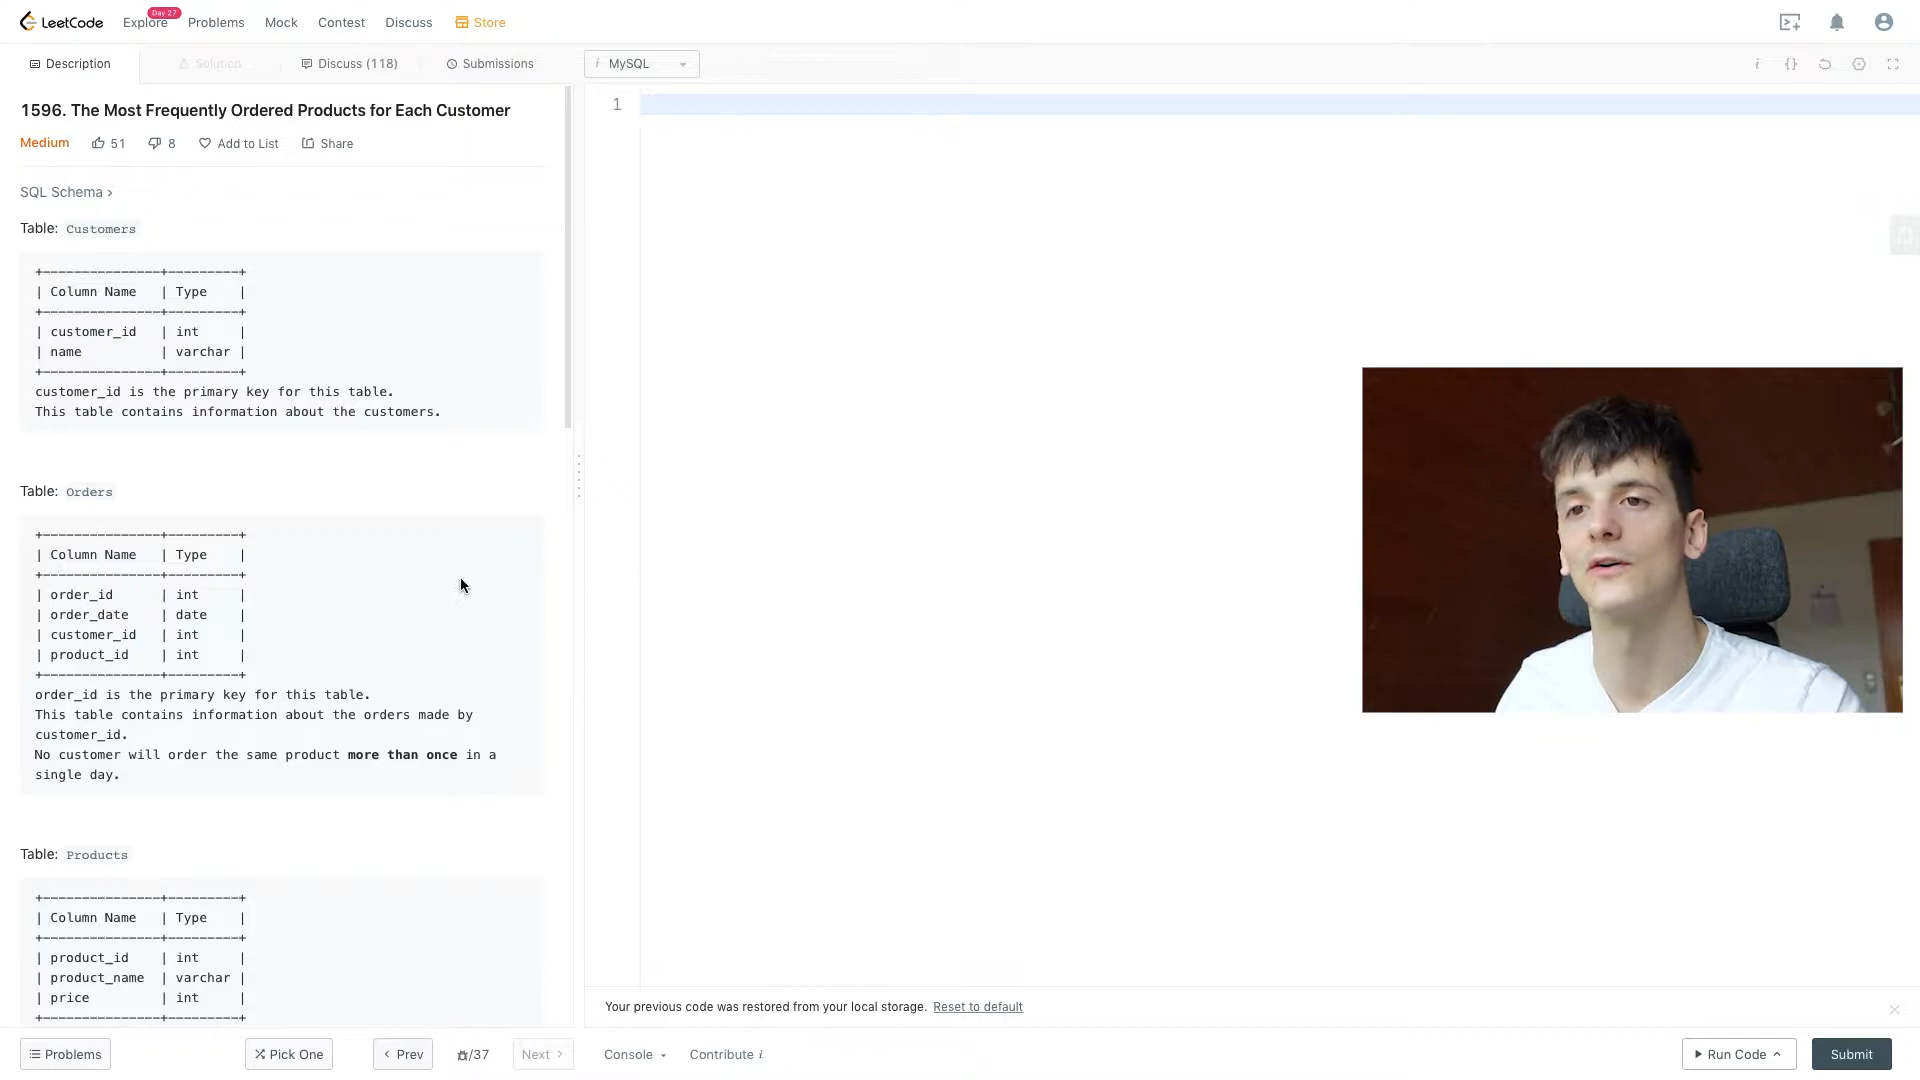 LeetCode
Explore
Day 27
Problems
Mock
Contest
Discuss
Store
Description
Solution
Discuss (118)
Submissions
i MySQL
1596. The Most Frequently Ordered Products for Each Customer
Medium
51
8
Add to List
Share
SQL Schema >
Table: Customers
+---------------+---------+
| Column Name   | Type    |
+---------------+---------+
| customer_id   | int     |
| name          | varchar |
+---------------+---------+
customer_id is the primary key for this table.
This table contains information about the customers.
Table: Orders
+---------------+---------+
| Column Name   | Type    |
+---------------+---------+
| order_id      | int     |
| order_date    | date    |
| customer_id   | int     |
| product_id    | int     |
+---------------+---------+
order_id is the primary key for this table.
This table contains information about the orders made by
customer_id.
No customer will order the same product more than once in a
single day.
Table: Products
+---------------+---------+
| Column Name   | Type    |
+---------------+---------+
| product_id    | int     |
| product_name  | varchar |
| price         | int     |
+---------------+---------+
1
i {}
Your previous code was restored from your local storage. Reset to default
Problems
Pick One
< Prev
/37
Next >
Console
Contribute i
Run Code
Submit